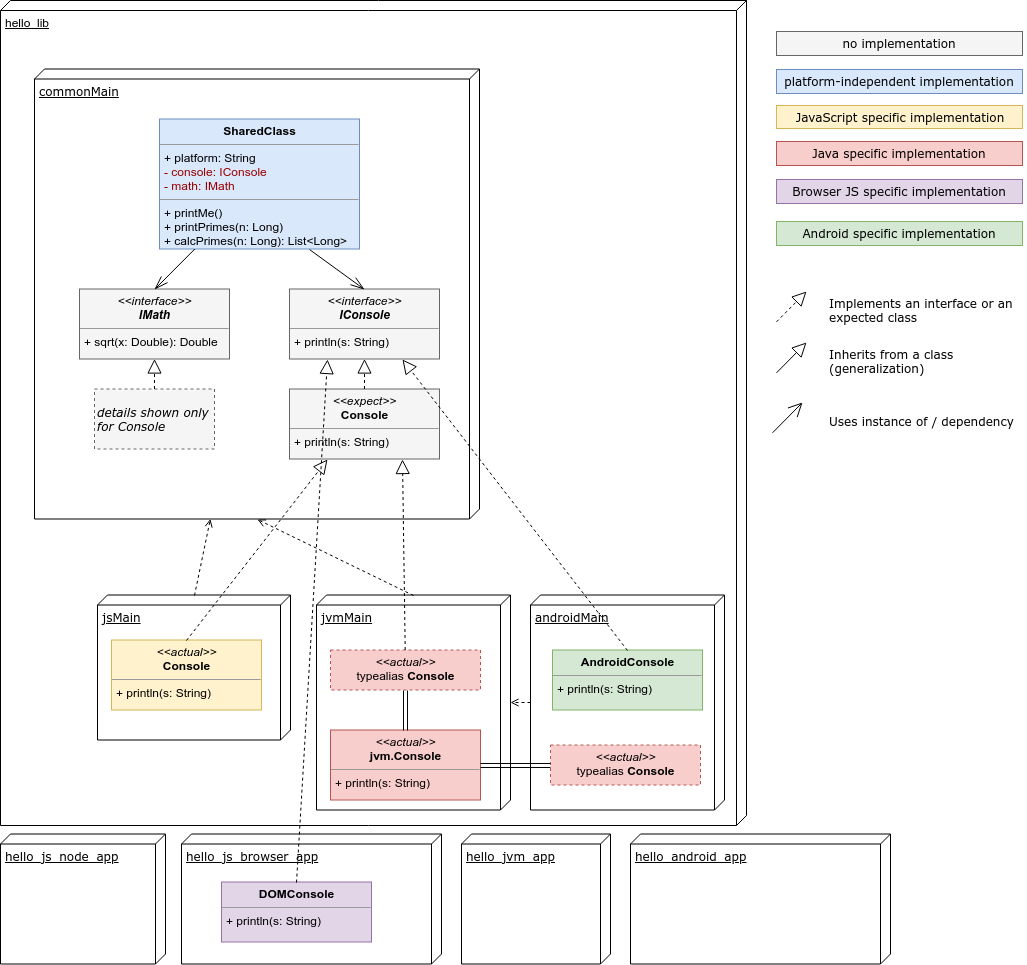 hello_lib
commonMain
SharedClass
+ platform: String
- console: IConsole
- math: IMath
+ printMe()
+ printPrimes(n: Long)
+ calcPrimes(n: Long): List<Long>
<<interface>>
IMath
+ sqrt(x: Double): Double
<<interface>>
IConsole
+ println(s: String)
details shown only
for Console
<<expect>>
Console
+ println(s: String)
jsMain
<<actual>>
Console
+ println(s: String)
jvmMain
<<actual>>
typealias Console
<<actual>>
jvm.Console
+ println(s: String)
androidMain
AndroidConsole
+ println(s: String)
<<actual>>
typealias Console
hello_js_node_app
hello_js_browser_app
DOMConsole
+ println(s: String)
hello_jvm_app
hello_android_app
no implementation
platform-independent implementation
JavaScript specific implementation
Java specific implementation
Browser JS specific implementation
Android specific implementation
Implements an interface or an
expected class
Inherits from a class
(generalization)
Uses instance of / dependency